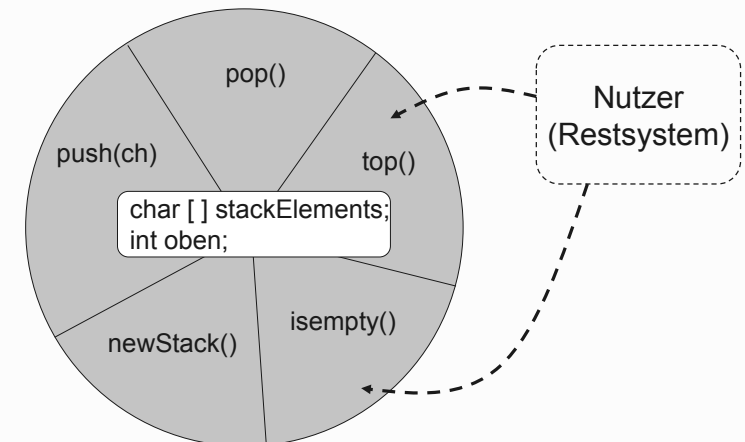 pop()
push(ch)
top()
char [ ] stackElements;
int oben;
newStack()
isempty()
Nutzer
(Restsystem)